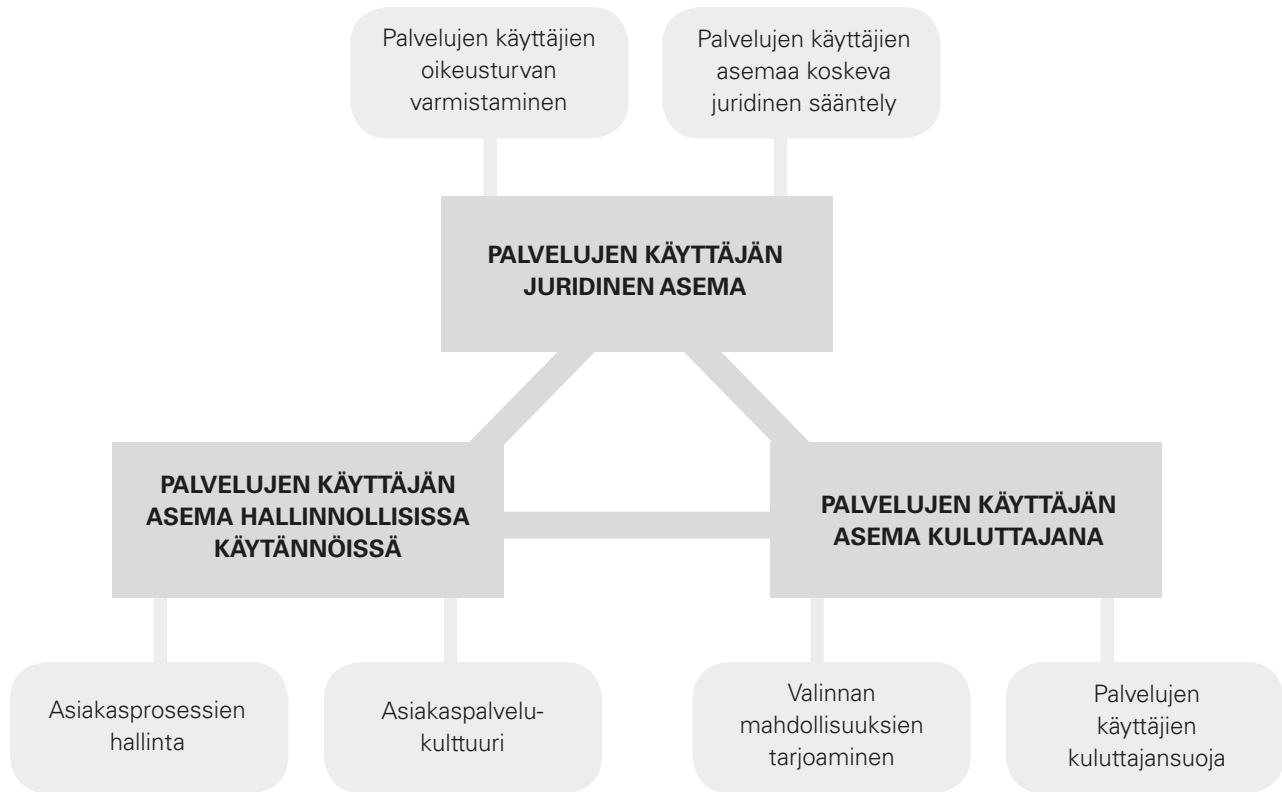 Palvelujen käyttäjien
oikeusturvan
varmistaminen
Palvelujen käyttäjien
asemaa koskeva
juridinen sääntely
PALVELUJEN KÄYTTÄJÄN
JURIDINEN ASEMA
PALVELUJEN KÄYTTÄJÄN
ASEMA HALLINNOLLISISSA
KÄYTÄNNÖISSÄ
PALVELUJEN KÄYTTÄJÄN
ASEMA KULUTTAJANA
Asiakasprosessien
hallinta
Asiakaspalvelu-
kulttuuri
Valinnan
mahdollisuuksien
tarjoaminen
Palvelujen
käyttäjien
kuluttajansuoja